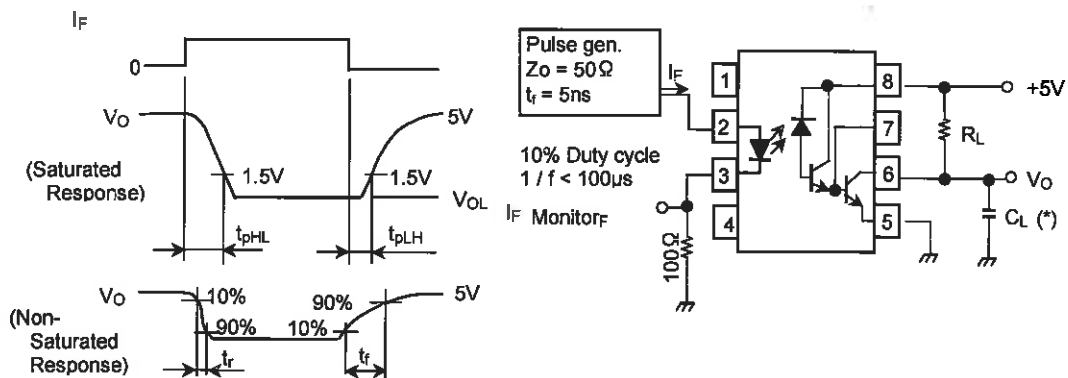 IF
0
VO
5V
(Saturated
Response)
1.5V
1.5V
VOL
tpHL
tpLH
VO
10%
90%
5V
(Non-
Saturated
Response)
90%
10%
tr
tf
Pulse gen.
Zo = 50Ω
tf = 5ns
IF
10% Duty cycle
1 / f < 100μs
IF MonitorF
100Ω
1
2
3
4
8
7
6
5
+5V
RL
VO
CL (*)